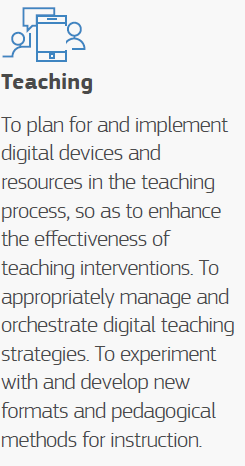 Teaching
To plan for and implement
digital devices and
resources in the teaching
process, so as to enhance
the effectiveness of
teaching interventions. To
appropriately manage and
orchestrate digital teaching
strategies. To experiment
with and develop new
formats and pedagogical
methods for instruction.